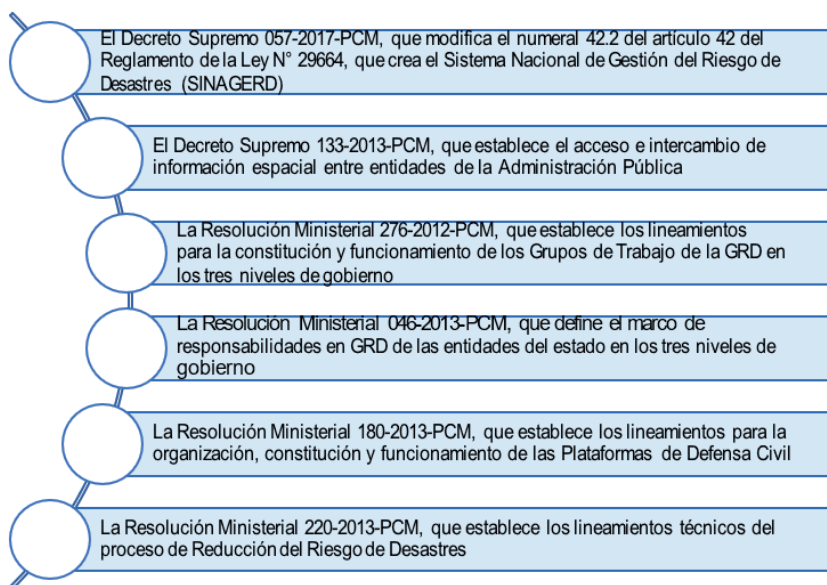 El Decreto Supremo 057-2017-PCM, que modifica el numeral 42.2 del artículo 42 del
Reglamento de la Ley N° 29664, que crea el Sistema Nacional de Gestión del Riesgo de
Desastres (SINAGERD)
El Decreto Supremo 133-2013-PCM, que establece el acceso e intercambio de
información espacial entre entidades de la Administración Pública
La Resolución Ministerial 276-2012-PCM, que establece los lineamientos
para la constitución y funcionamiento de los Grupos de Trabajo de la GRD en
los tres niveles de gobierno
La Resolución Ministerial 046-2013-PCM, que define el marco de
responsabilidades en GRD de las entidades del estado en los tres niveles de
gobierno
La Resolución Ministerial 180-2013-PCM, que establece los lineamientos para la
organización, constitución y funcionamiento de las Plataformas de Defensa Civil
La Resolución Ministerial 220-2013-PCM, que establece los lineamientos técnicos del
proceso de Reducción del Riesgo de Desastres